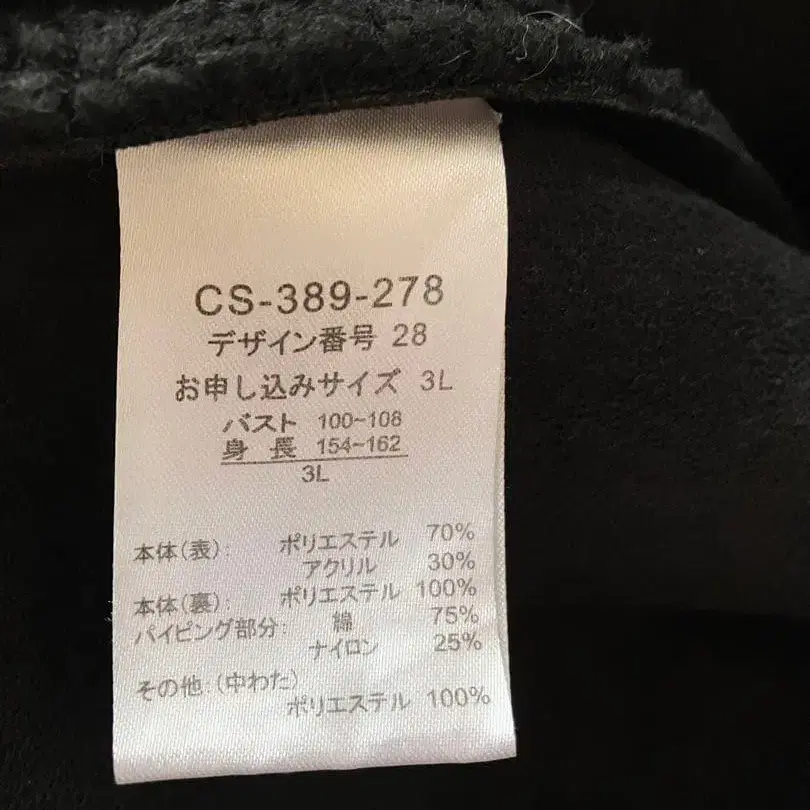 CS-389-278
デザイン番号 28
お申し込みサイズ 3L
バスト 100~108
身長 154~162
3L
本体(表): ポリエステル 70%
アクリル 30%
本体(裏): ポリエステル 100%
パイピング部分: 綿 75%
ナイロン 25%
その他:(中わた)
ポリエステル 100%